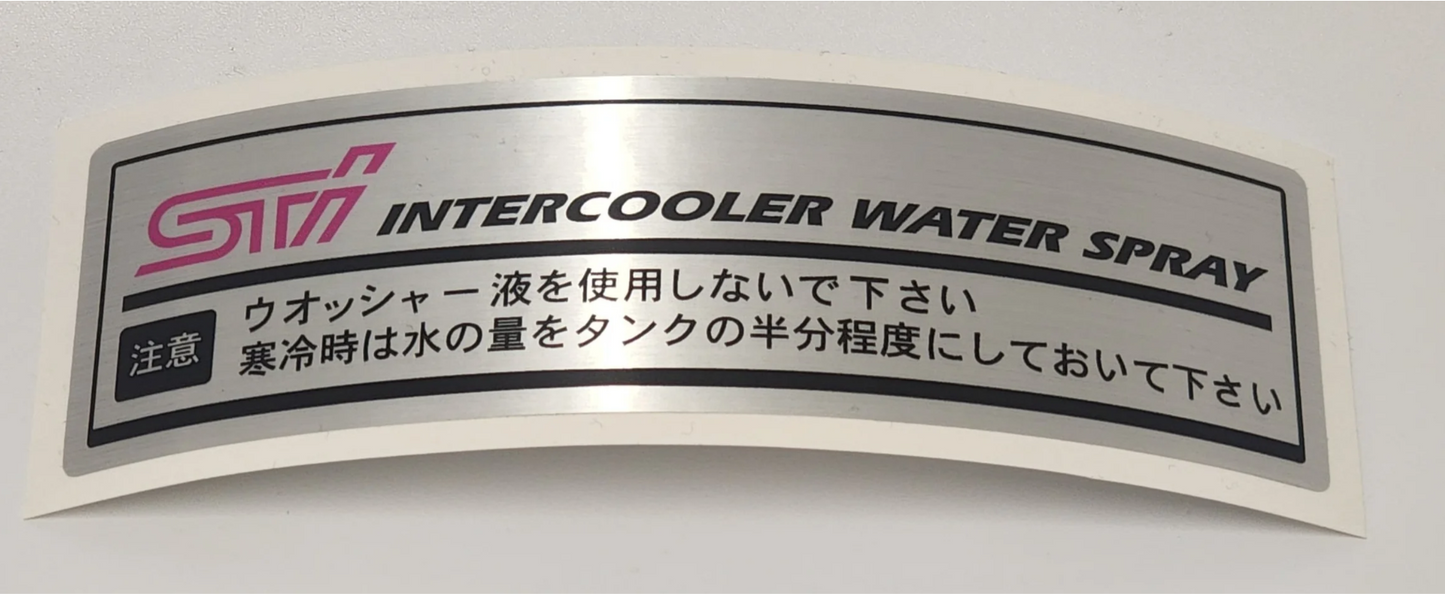 STi INTERCOOLER WATER SPRAY
注意
ウオッシャー液を使用しないで下さい
寒冷時は水の量をタンクの半分程度にしておいて下さい